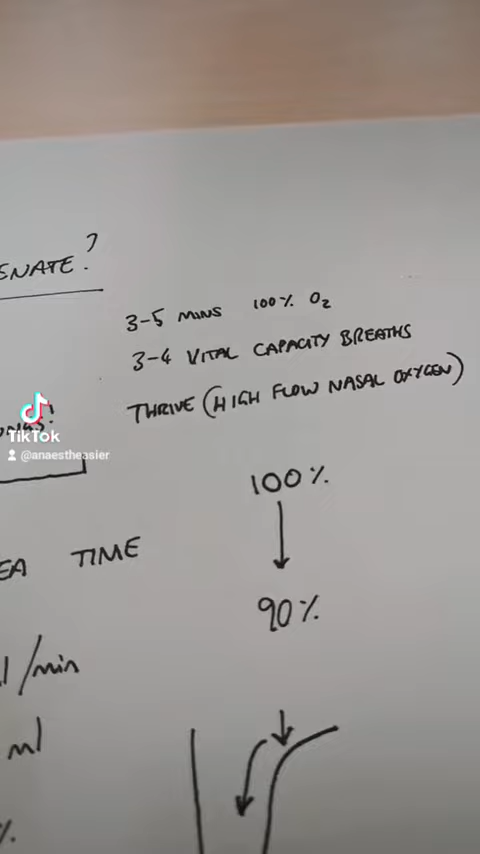 ENATE?
3-5 MINS 100% O2
3-4 VITAL CAPACITY BREATHS
THRIVE (HIGH FLOW NASAL OXYGEN)
TikTok
@anaestheasier
100%
EA TIME
90%
l/min
ml
%